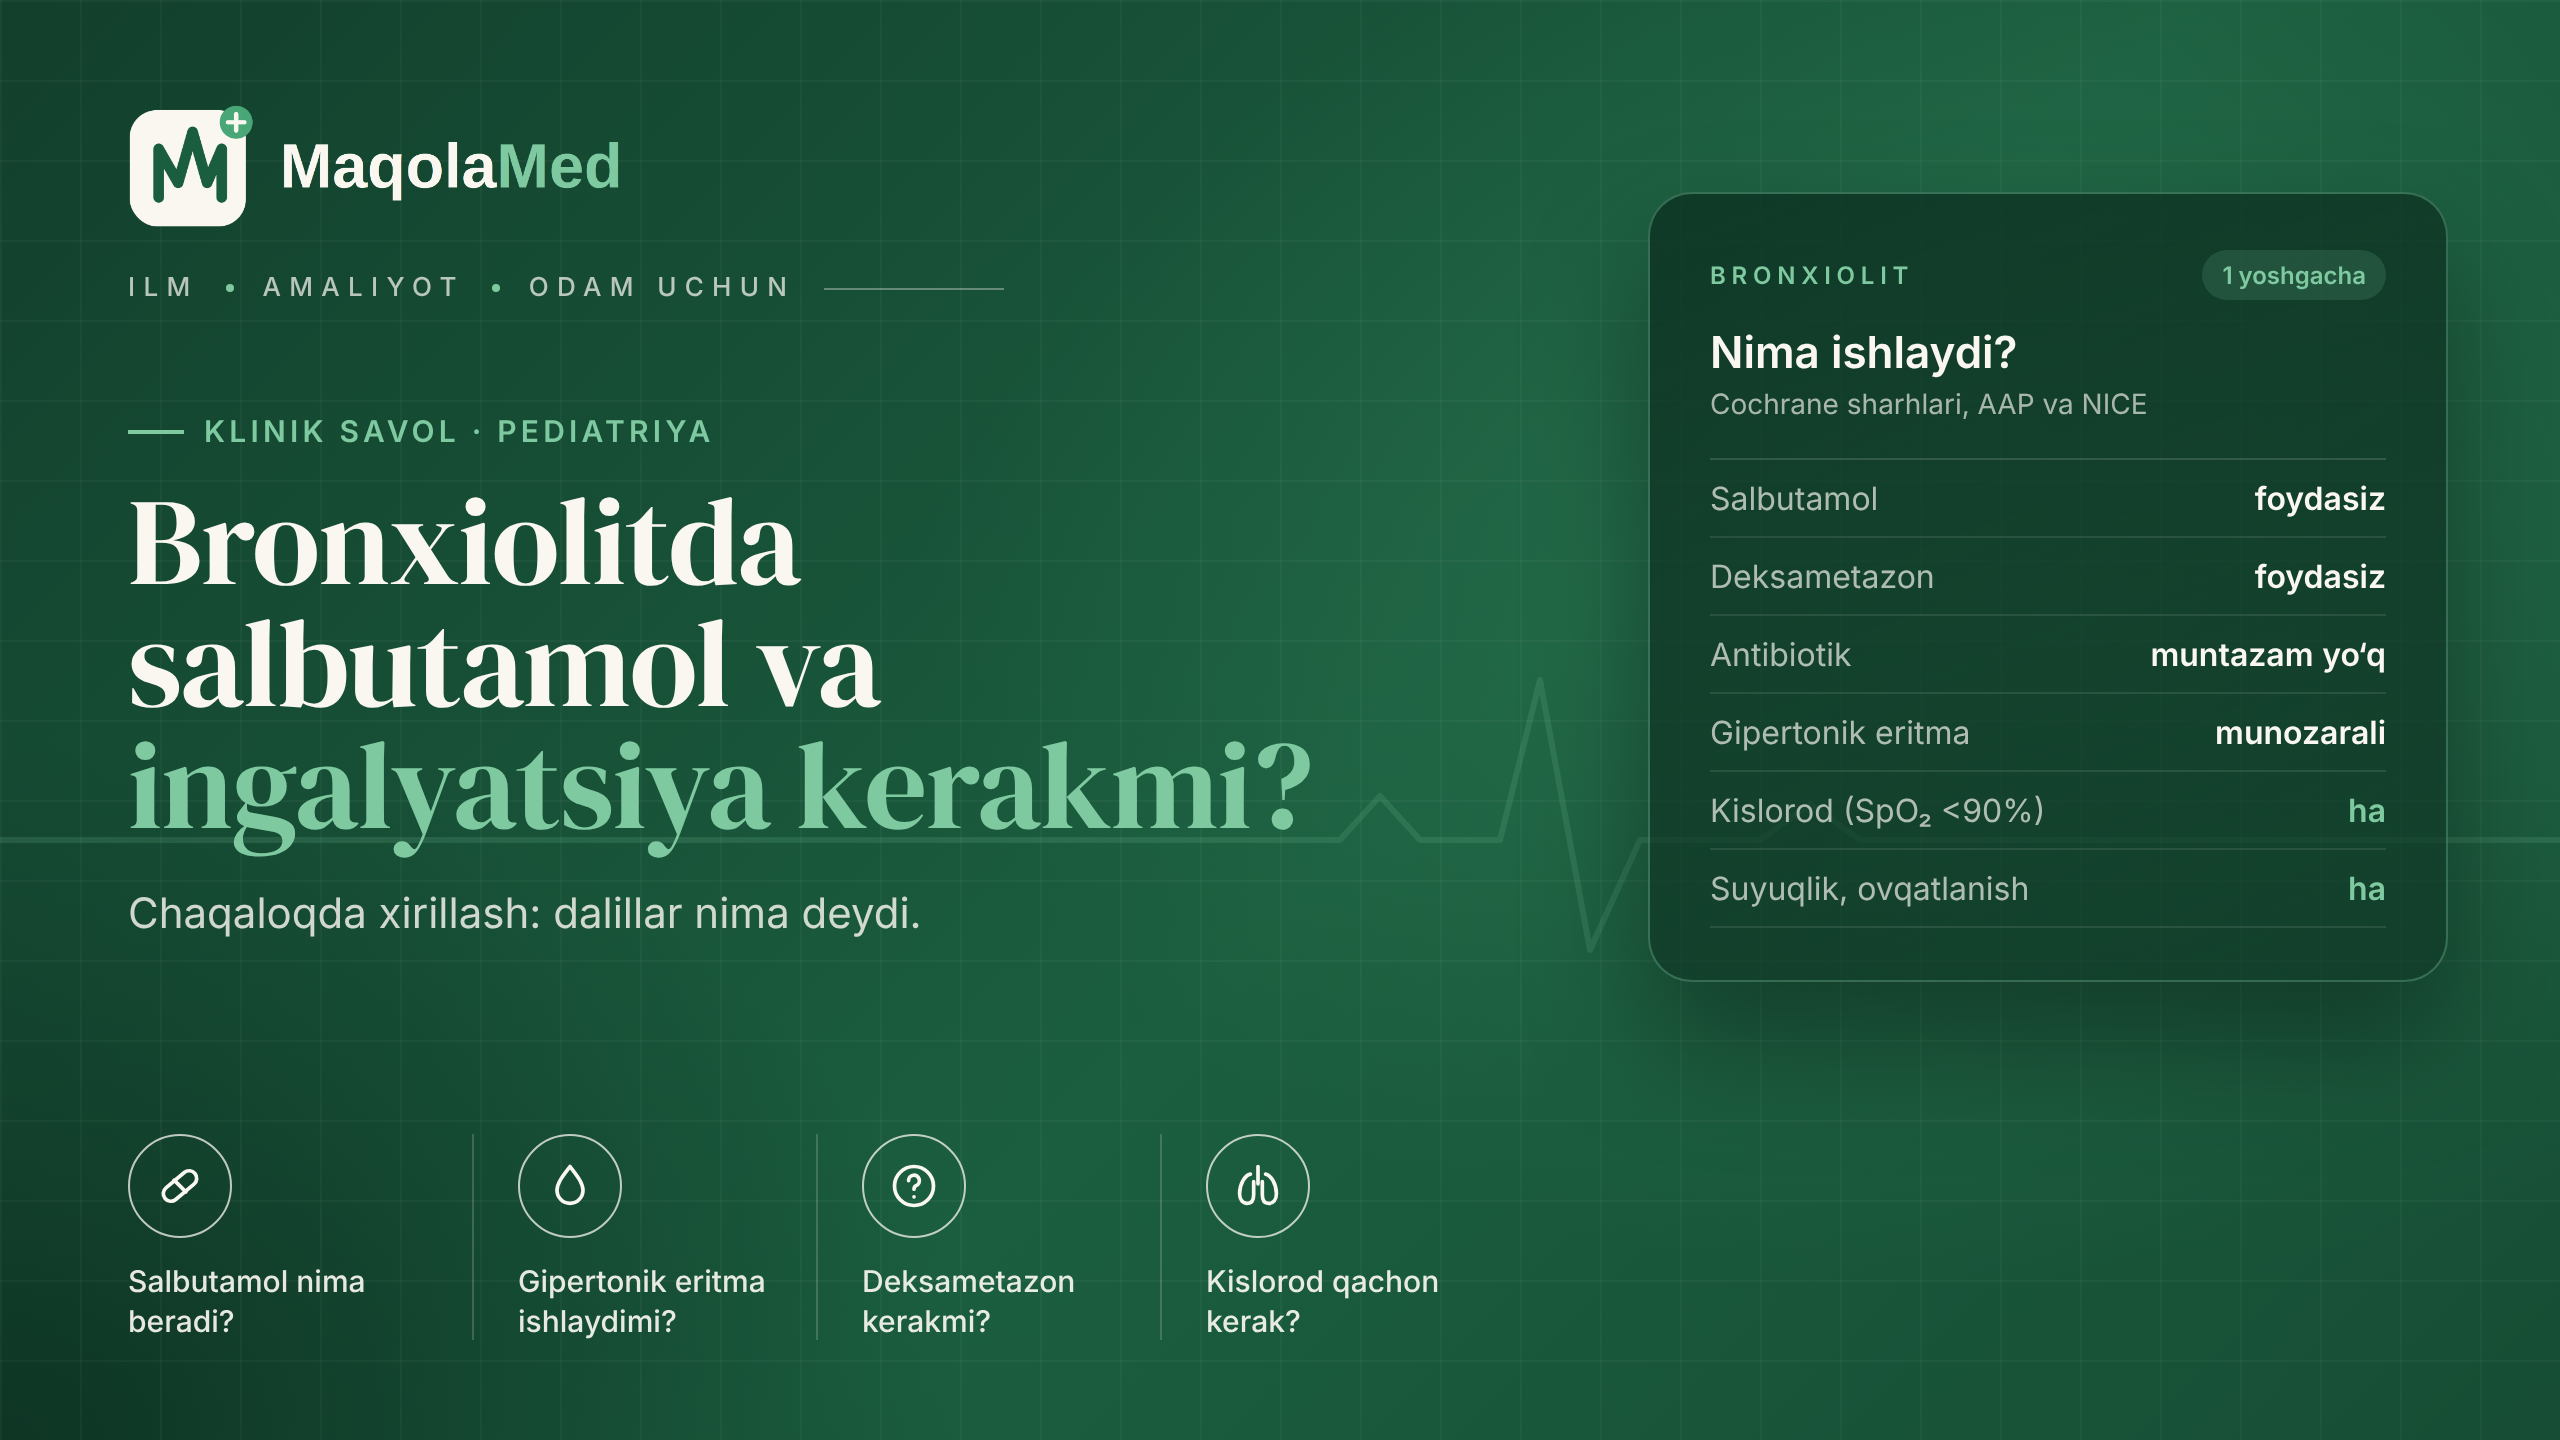 MaqolaMed
ILM • AMALIYOT • ODAM UCHUN
KLINIK SAVOL · PEDIATRIYA
Bronxiolitda
salbutamol va
ingalyatsiya kerakmi?
Chaqaloqda xirillash: dalillar nima deydi.
BRONXIOLIT 1 yoshgacha
Nima ishlaydi?
Cochrane sharhlari, AAP va NICE
Salbutamol foydasiz
Deksametazon foydasiz
Antibiotik muntazam yo‘q
Gipertonik eritma munozarali
Kislorod (SpO₂ <90%) ha
Suyuqlik, ovqatlanish ha
Salbutamol nima
beradi?
Gipertonik eritma
ishlaydimi?
Deksametazon
kerakmi?
Kislorod qachon
kerak?